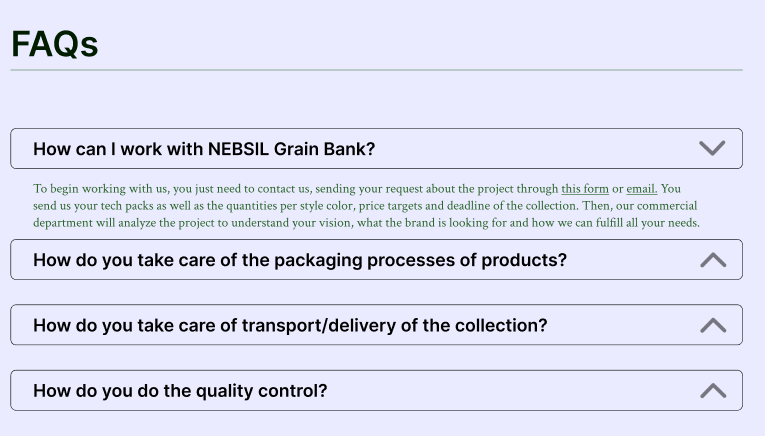 FAQs
How can I work with NEBSIL Grain Bank?
To begin working with us, you just need to contact us, sending your request about the project through this form or email. You
send us your tech packs as well as the quantities per style color, price targets and deadline of the collection. Then, our commercial
department will analyze the project to understand your vision, what the brand is looking for and how we can fulfill all your needs.
How do you take care of the packaging processes of products?
How do you take care of transport/delivery of the collection?
How do you do the quality control?